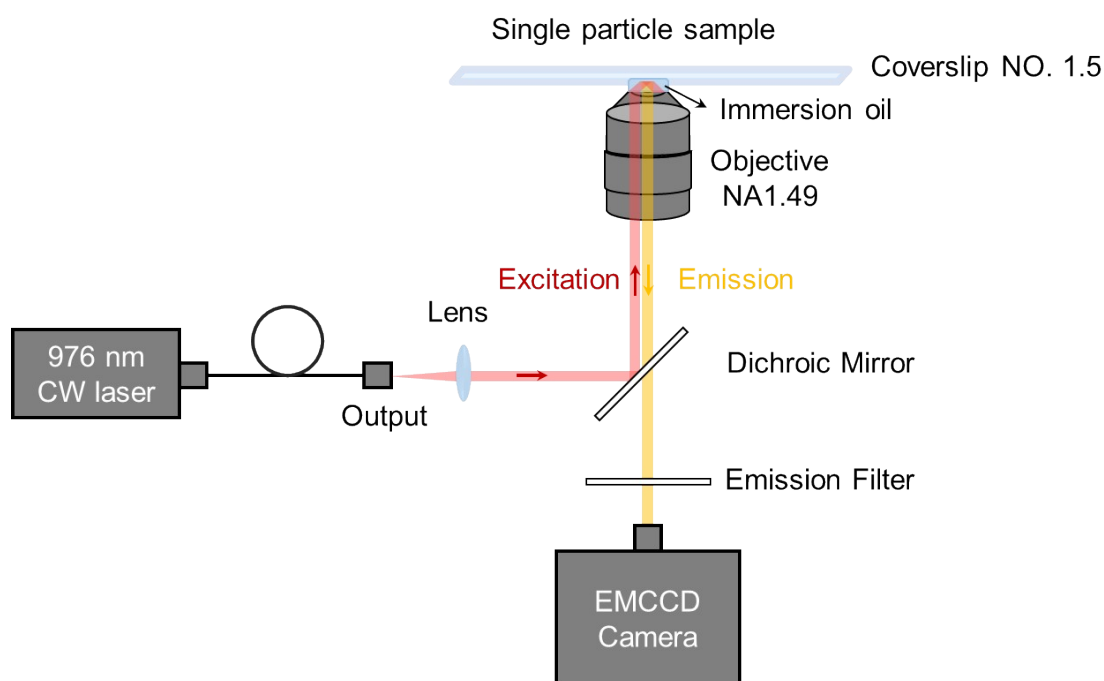 Single particle sample
Coverslip NO. 1.5
Immersion oil
Objective
NA1.49
Excitation
Emission
Lens
976 nm
CW laser
Output
Dichroic Mirror
Emission Filter
EMCCD
Camera